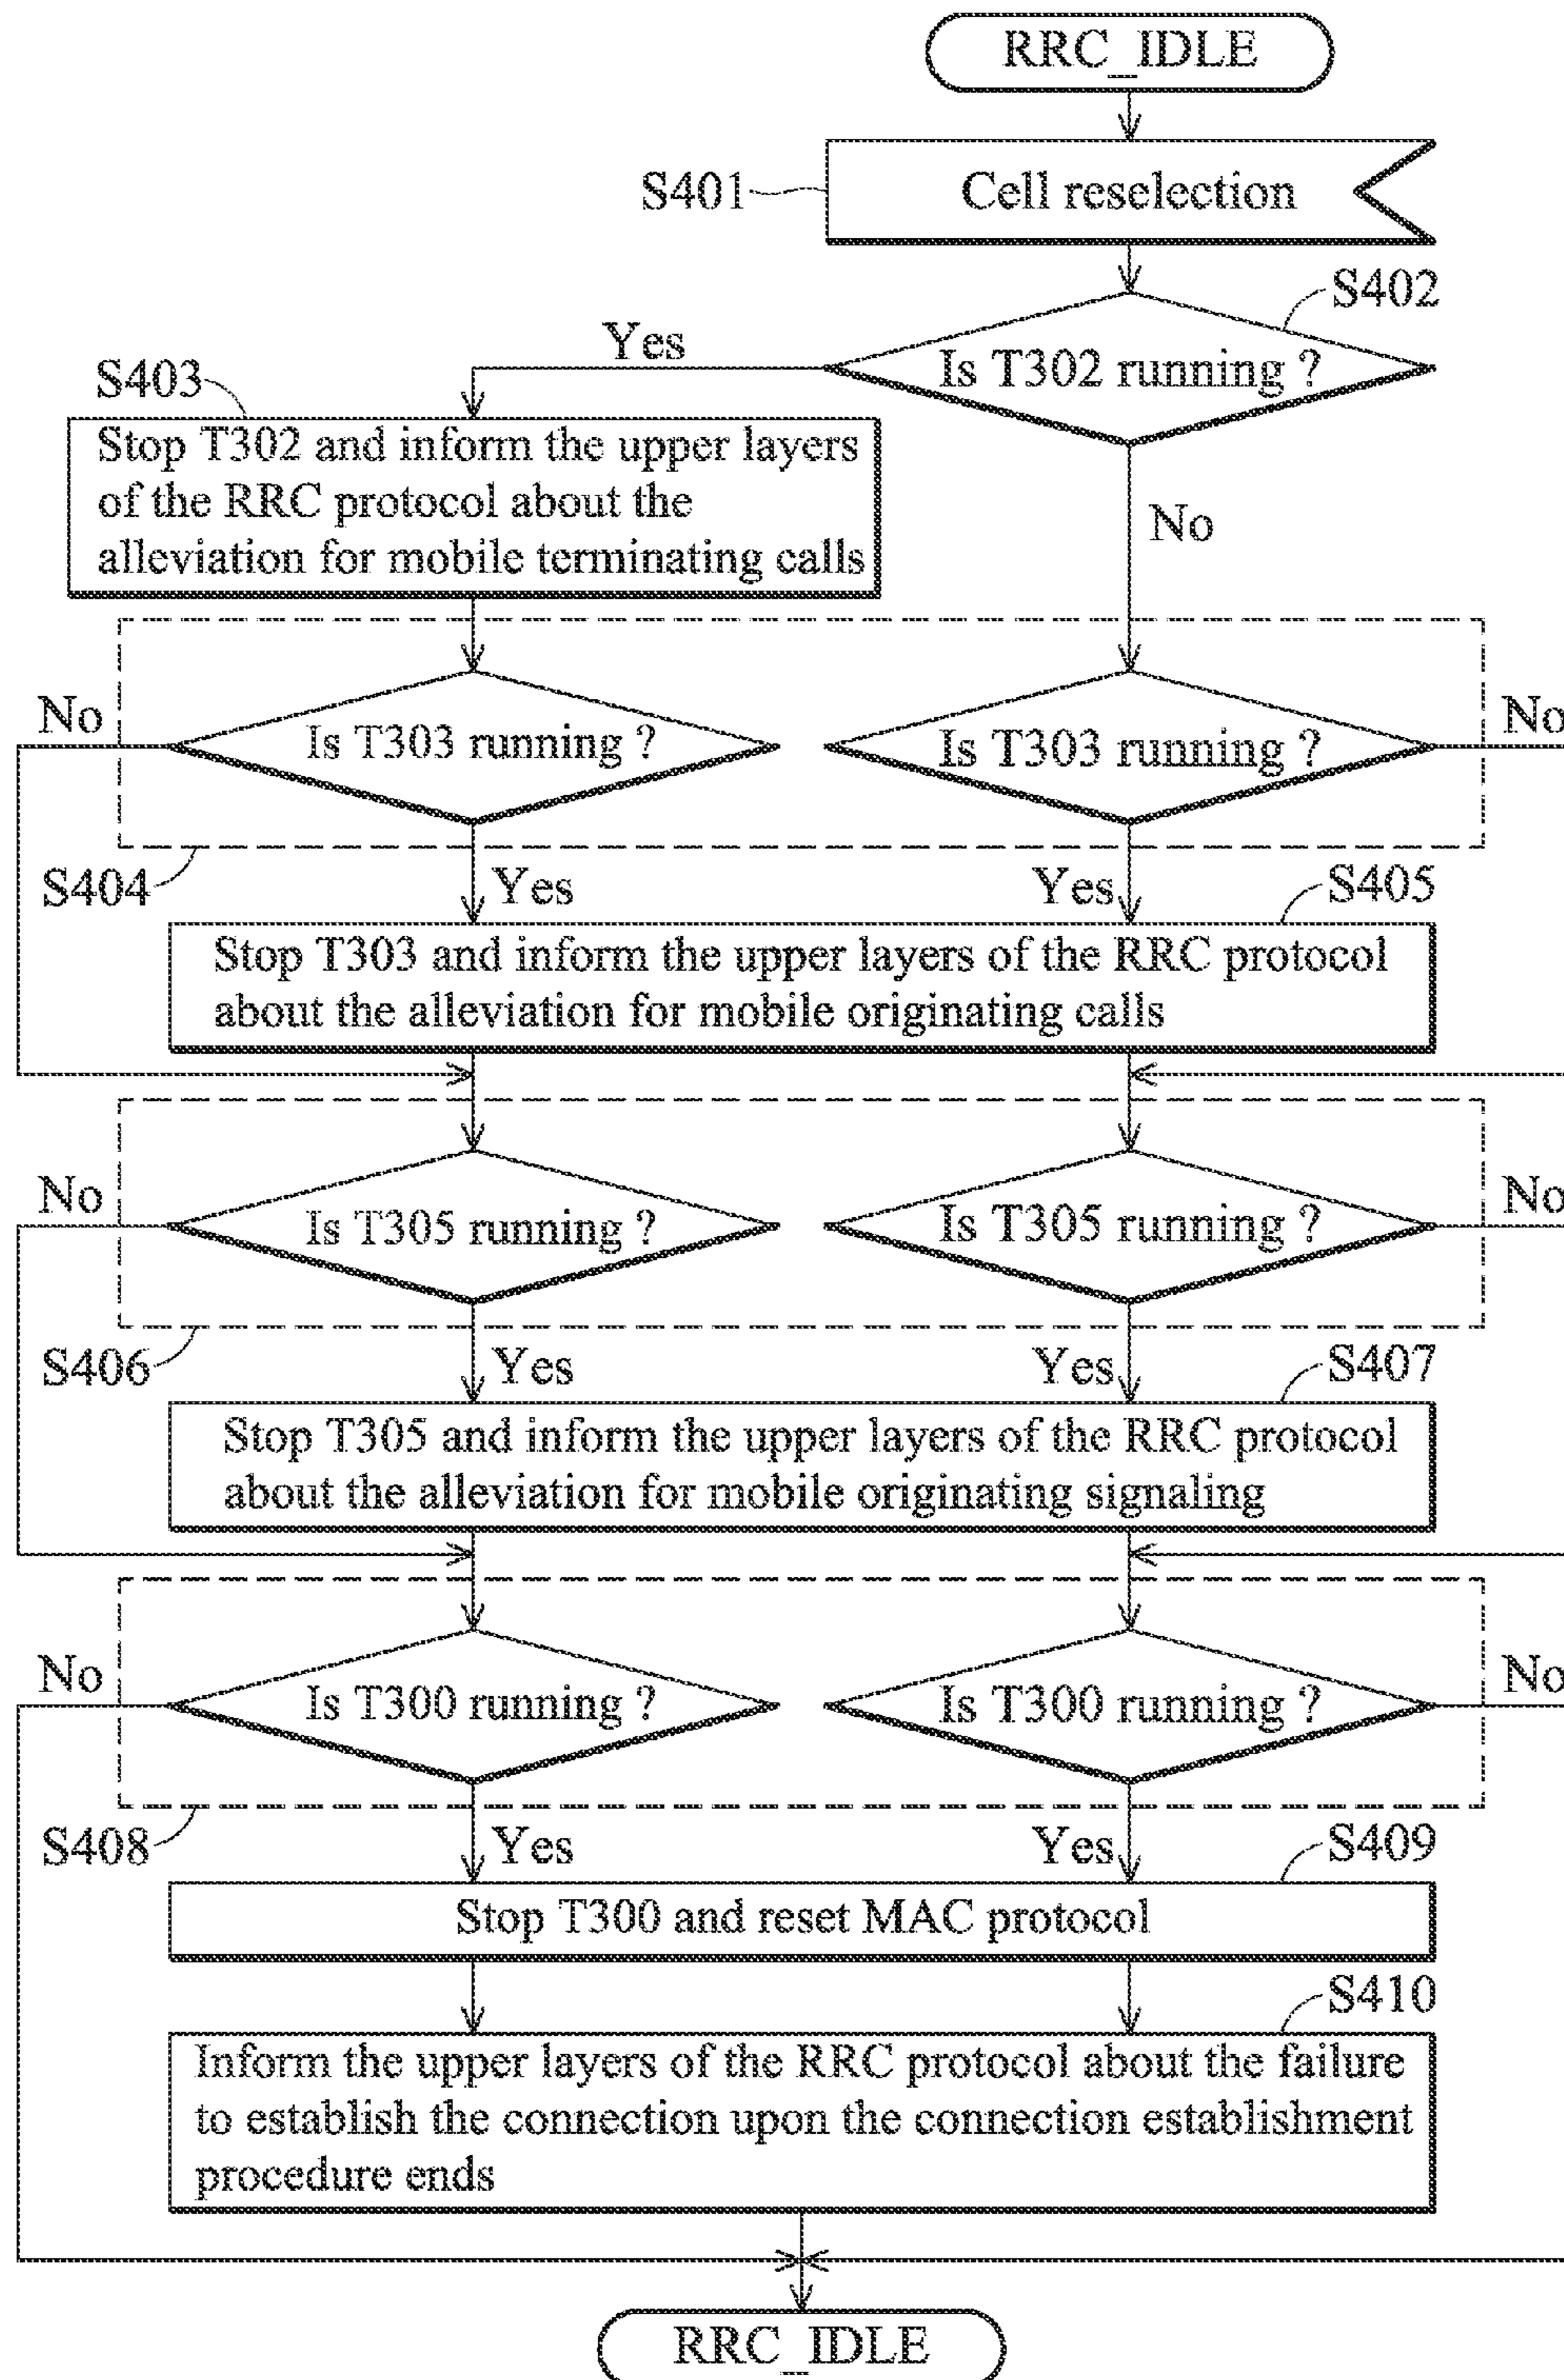 RRC_IDLE
S401
Cell reselection
S402
Yes
Is T302 running ?
S403
Stop T302 and inform the upper layers
of the RRC protocol about the
alleviation for mobile terminating calls
No
No
Is T303 running ?
Is T303 running ?
No
S404
Yes
Yes
S405
Stop T303 and inform the upper layers of the RRC protocol
about the alleviation for mobile originating calls
No
Is T305 running ?
Is T305 running ?
No
S406
Yes
Yes
S407
Stop T305 and inform the upper layers of the RRC protocol
about the alleviation for mobile originating signaling
No
Is T300 running ?
Is T300 running ?
No
S408
Yes
Yes
S409
Stop T300 and reset MAC protocol
S410
Inform the upper layers of the RRC protocol about the failure
to establish the connection upon the connection establishment
procedure ends
RRC_IDLE